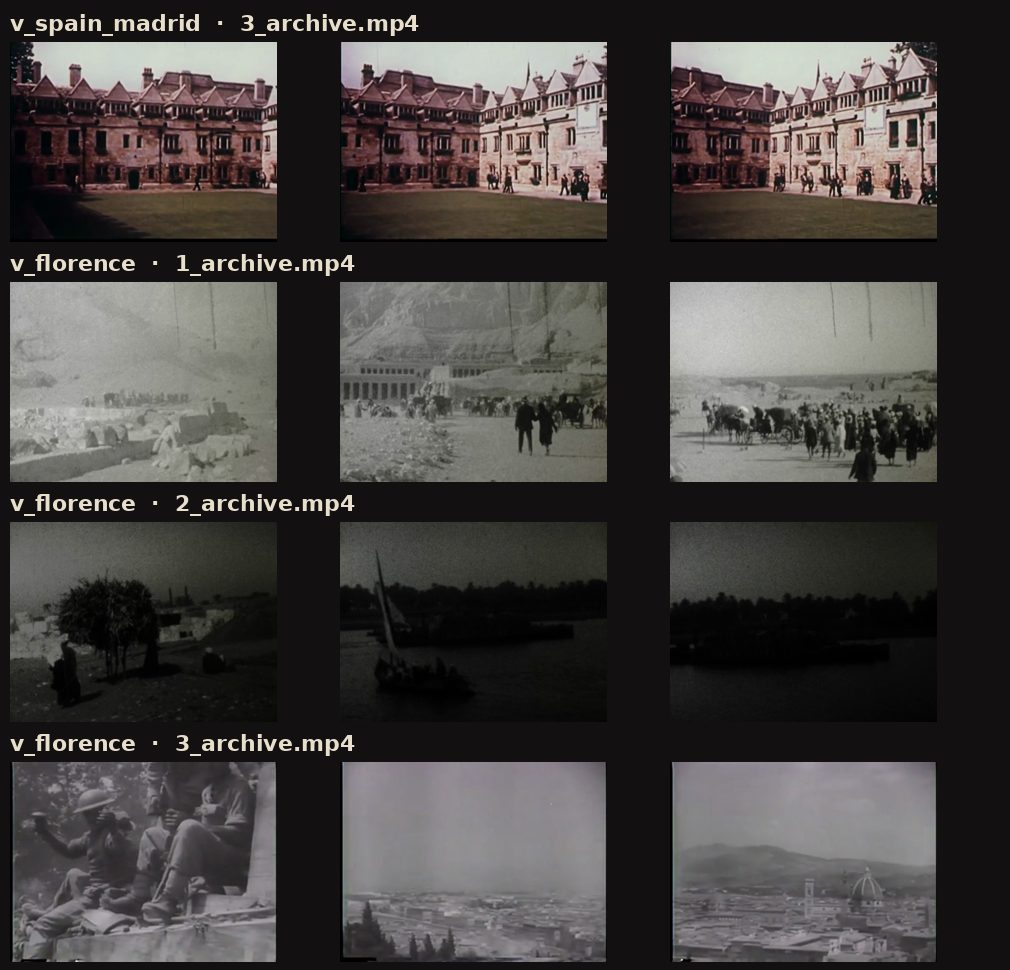 v_spain_madrid · 3_archive.mp4
v_florence · 1_archive.mp4
v_florence · 2_archive.mp4
v_florence · 3_archive.mp4